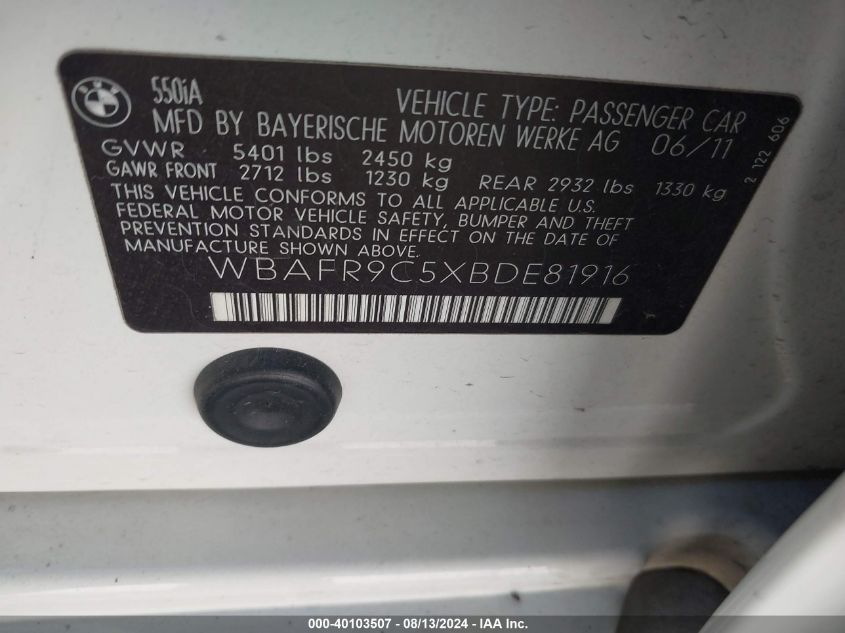 550iA
VEHICLE TYPE: PASSENGER CAR
MFD BY BAYERISCHE MOTOREN WERKE AG 06/11
GVWR 5401 lbs 2450 kg
GAWR FRONT 2712 lbs 1230 kg REAR 2932 lbs 1330 kg
THIS VEHICLE CONFORMS TO ALL APPLICABLE U.S.
FEDERAL MOTOR VEHICLE SAFETY, BUMPER AND THEFT
PREVENTION STANDARDS IN EFFECT ON THE DATE OF
MANUFACTURE SHOWN ABOVE.
WBAFR9C5XBDE81916
2 122 606
000-40103507 - 08/13/2024 - IAA Inc.